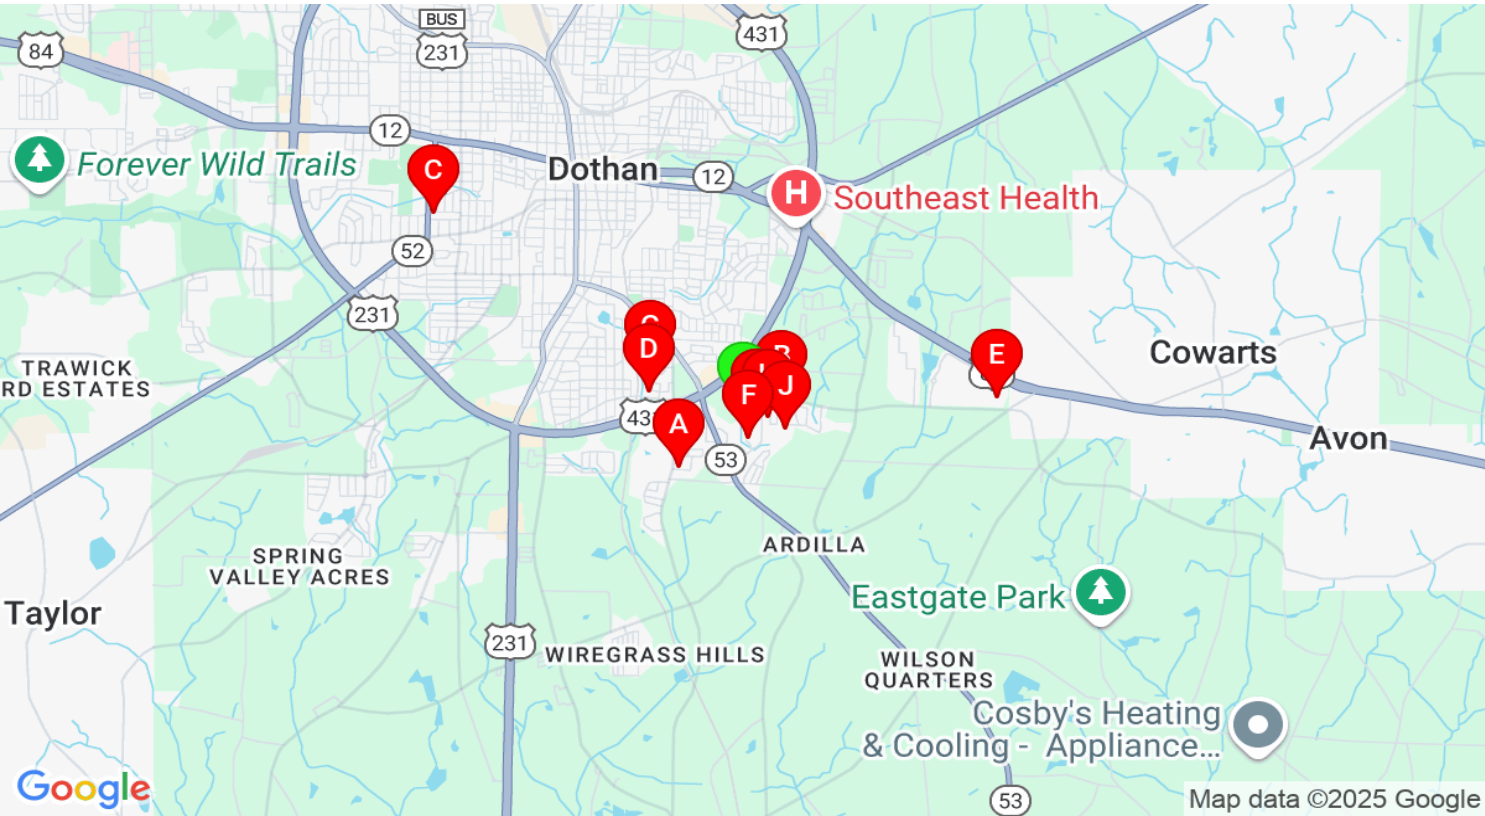 BUS
231
431
84
12
Dothan
12
Forever Wild Trails
C
H
Southeast Health
52
231
D
B
E
J
F
A
Cowarts
TRAWICK
RD ESTATES
Avon
53
ARDILLA
SPRING
VALLEY ACRES
Eastgate Park
Taylor
231
WIREGRASS HILLS
WILSON
QUARTERS
Cosby's Heating
& Cooling - Appliance...
Google
53
Map data ©2025 Google